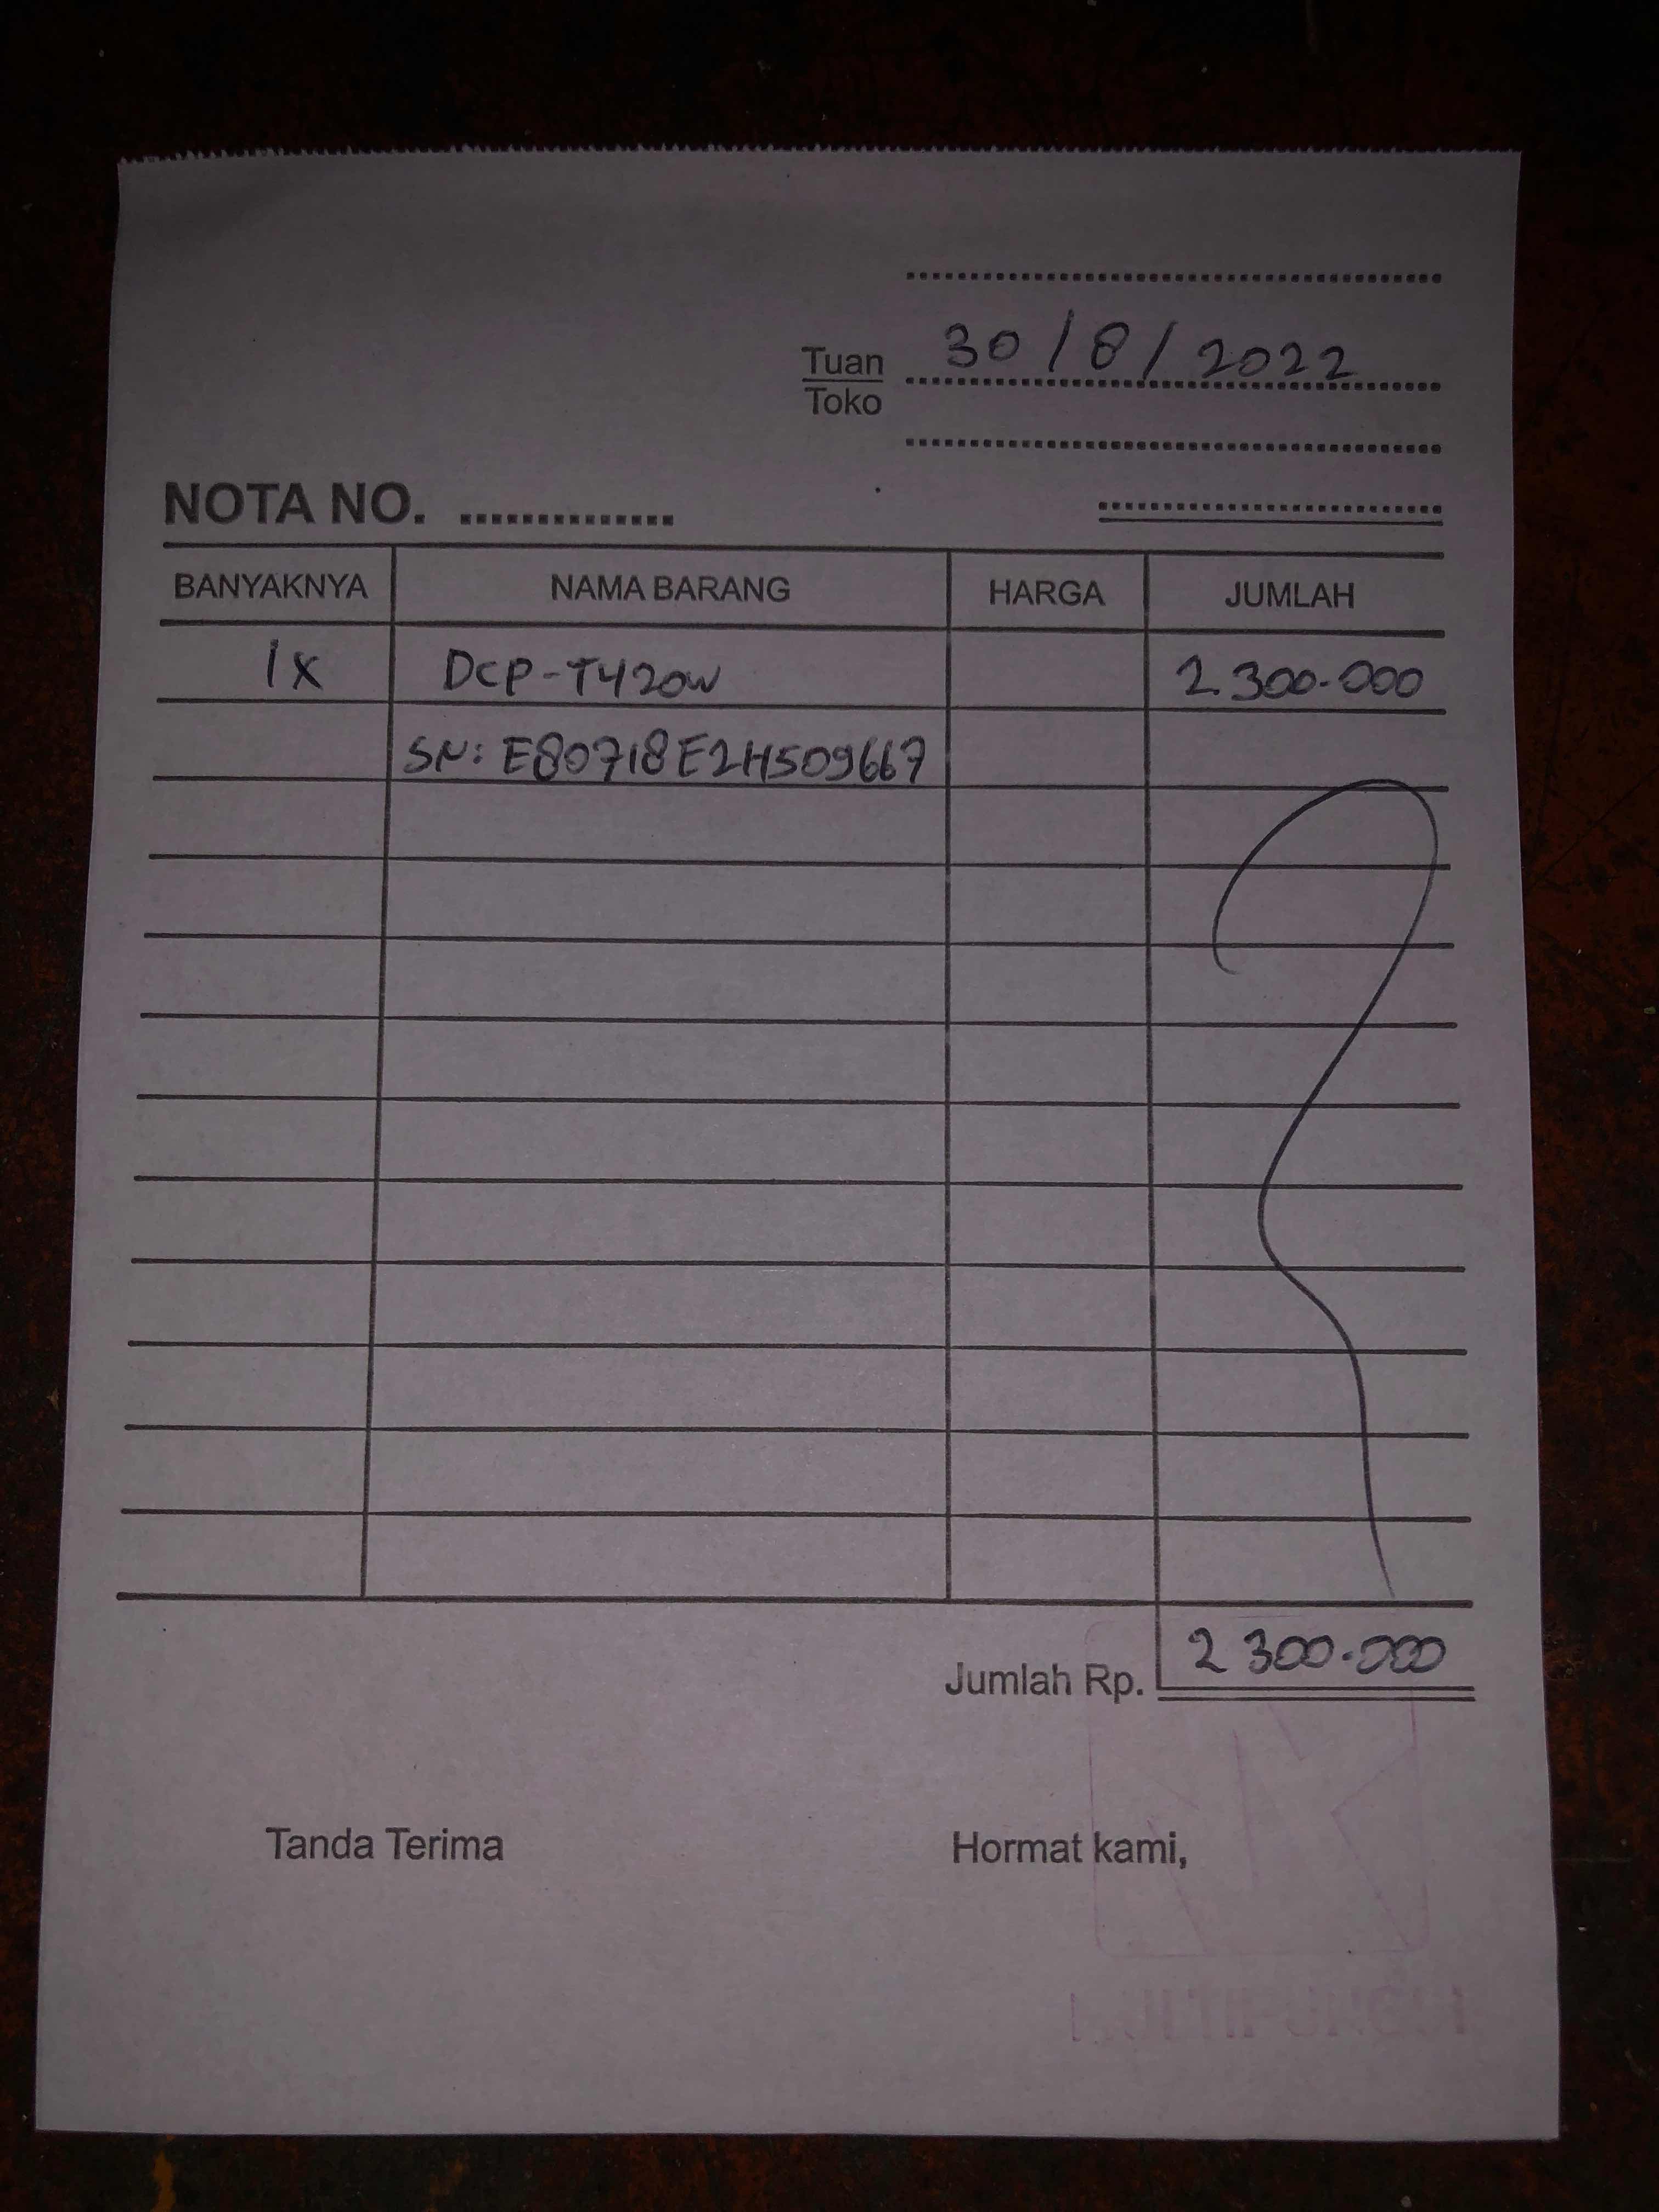 30/8/2022
Tuan
Toko
NOTA NO. ..............
BANYAKNYA NAMA BARANG HARGA JUMLAH
1x DCP-T420W 2.300.000
SN: E80718E2H509667
Jumlah Rp. 2 300.000
Tanda Terima Hormat kami,